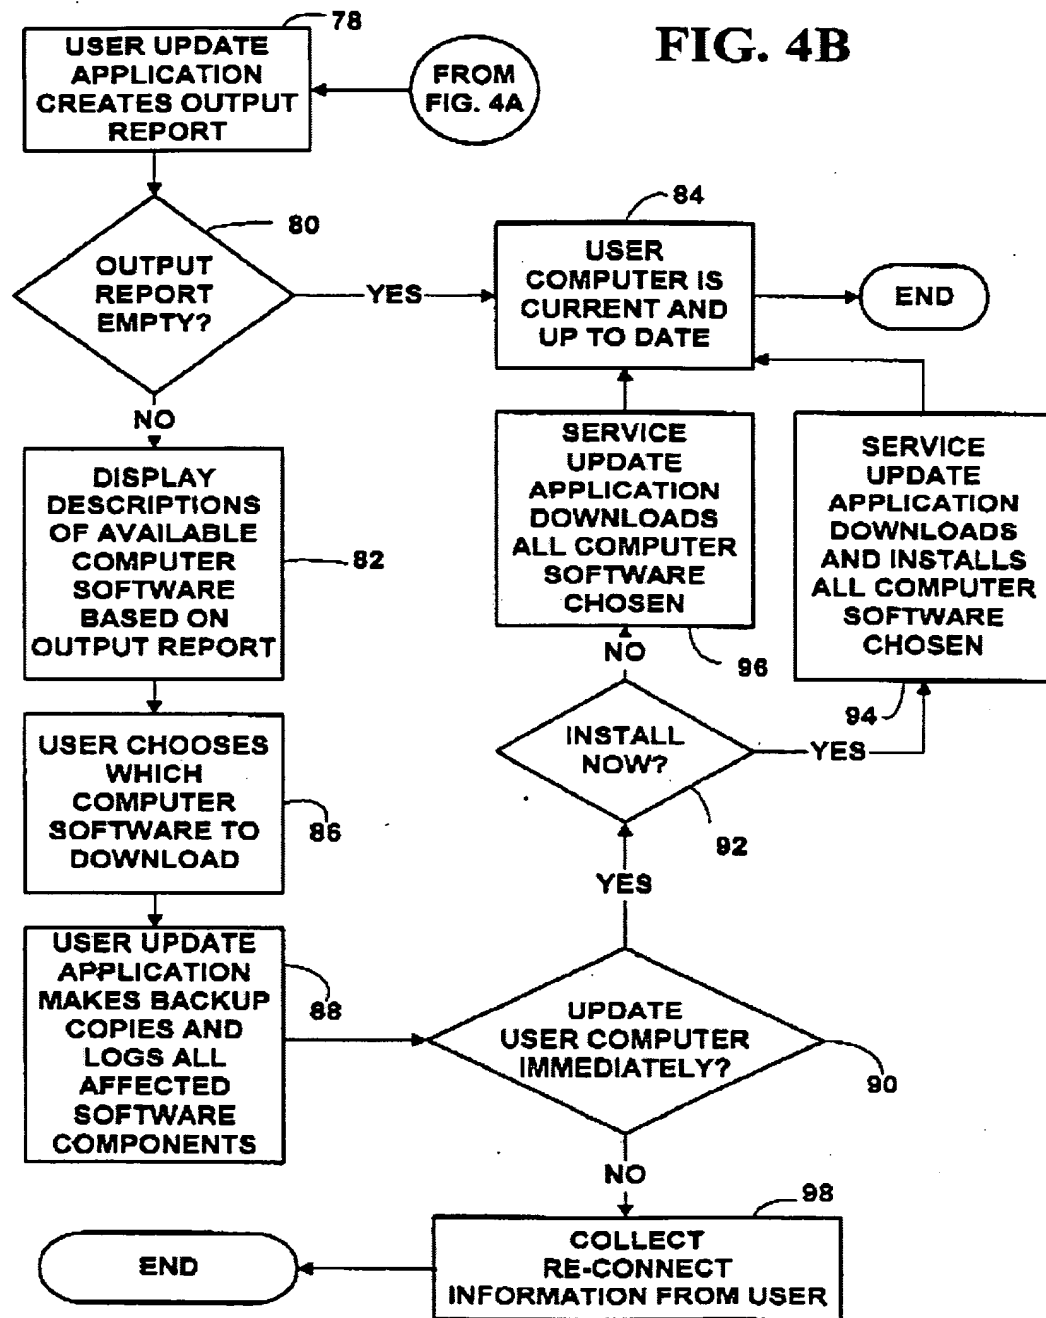 FIG. 4B
78
USER UPDATE
APPLICATION
CREATES OUTPUT
REPORT
FROM
FIG. 4A
80
OUTPUT
REPORT
EMPTY?
YES
NO
84
USER
COMPUTER IS
CURRENT AND
UP TO DATE
END
DISPLAY
DESCRIPTIONS
OF AVAILABLE
COMPUTER
SOFTWARE
BASED ON
OUTPUT REPORT
82
SERVICE
UPDATE
APPLICATION
DOWNLOADS
ALL COMPUTER
SOFTWARE
CHOSEN
96
SERVICE
UPDATE
APPLICATION
DOWNLOADS
AND INSTALLS
ALL COMPUTER
SOFTWARE
CHOSEN
94
NO
INSTALL
NOW?
YES
92
USER CHOOSES
WHICH
COMPUTER
SOFTWARE TO
DOWNLOAD
86
YES
USER UPDATE
APPLICATION
MAKES BACKUP
COPIES AND
LOGS ALL
AFFECTED
SOFTWARE
COMPONENTS
88
UPDATE
USER COMPUTER
IMMEDIATELY?
90
NO
98
COLLECT
RE-CONNECT
INFORMATION FROM USER
END